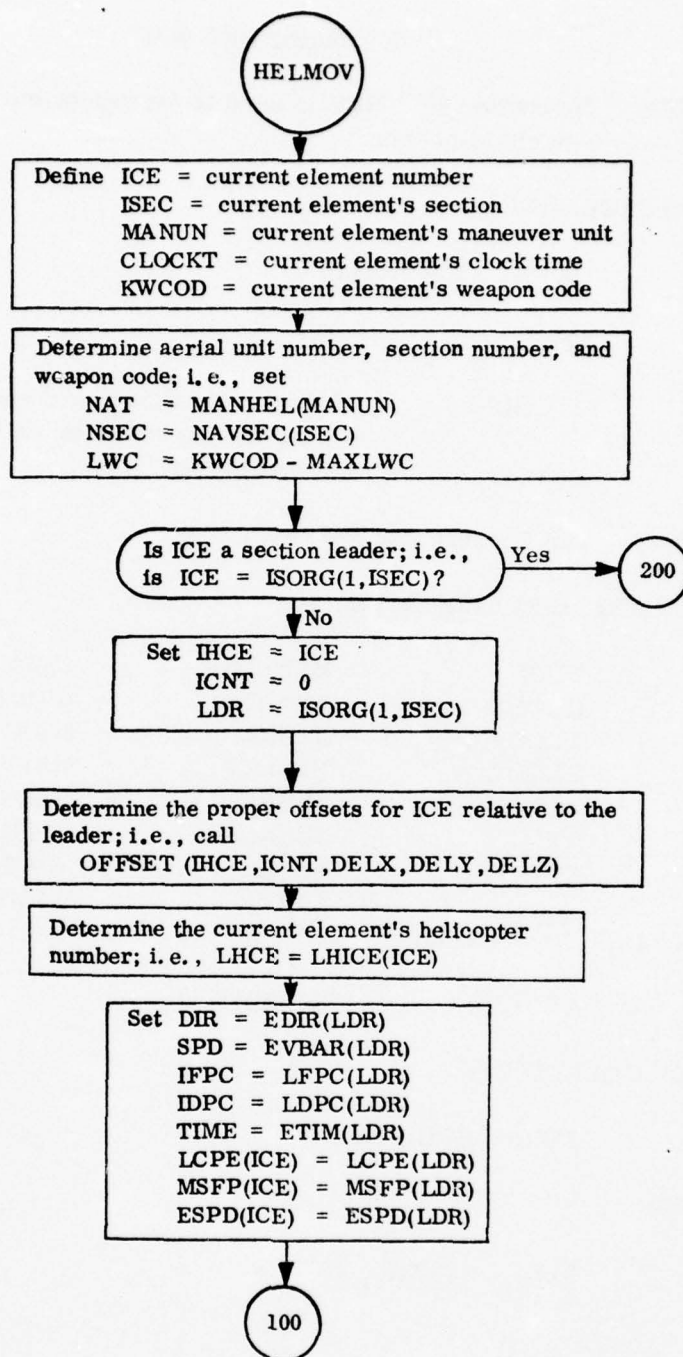 HELMOV
Define ICE = current element number
ISEC = current element's section
MANUN = current element's maneuver unit
CLOCKT = current element's clock time
KWCOD = current element's weapon code
Determine aerial unit number, section number, and
weapon code; i.e., set
NAT = MANHEL(MANUN)
NSEC = NAVSEC(ISEC)
LWC = KWCOD - MAXLWC
Is ICE a section leader; i.e.,
is ICE = ISORG(1,ISEC)?
Yes
200
No
Set IHCE = ICE
ICNT = 0
LDR = ISORG(1,ISEC)
Determine the proper offsets for ICE relative to the
leader; i.e., call
OFFSET (IHCE,ICNT,DELX,DELY,DELZ)
Determine the current element's helicopter
number; i.e., LHCE = LHICE(ICE)
Set DIR = EDIR(LDR)
SPD = EVBAR(LDR)
IFPC = LFPC(LDR)
IDPC = LDPC(LDR)
TIME = ETIM(LDR)
LCPE(ICE) = LCPE(LDR)
MSFP(ICE) = MSFP(LDR)
ESPD(ICE) = ESPD(LDR)
100